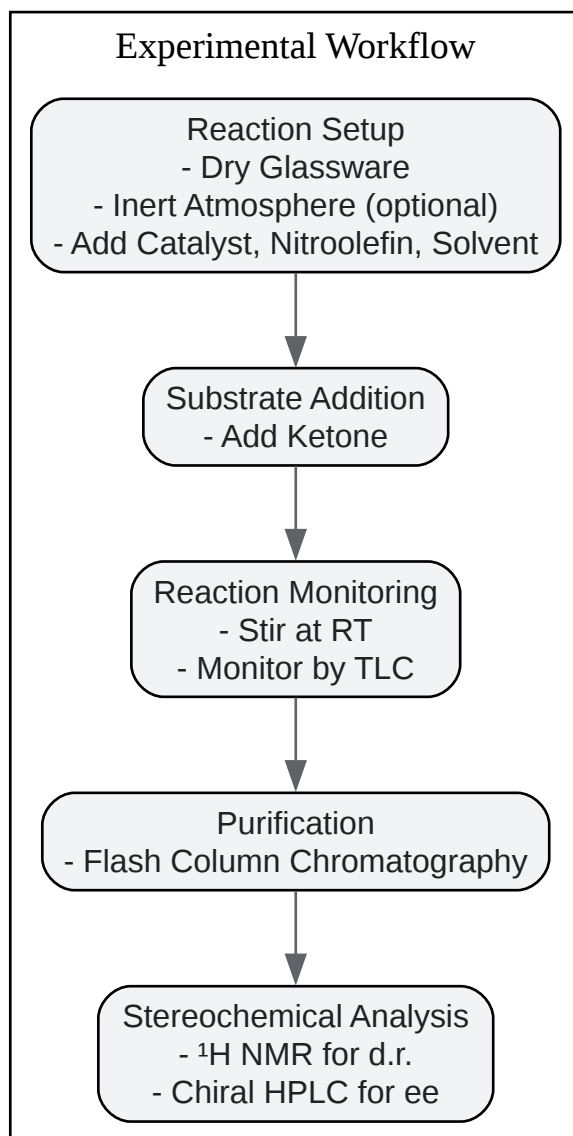 Experimental Workflow
Reaction Setup
- Dry Glassware
- Inert Atmosphere (optional)
- Add Catalyst, Nitroolefin, Solvent
Substrate Addition
- Add Ketone
Reaction Monitoring
- Stir at RT
- Monitor by TLC
Purification
- Flash Column Chromatography
Stereochemical Analysis
- ¹H NMR for d.r.
- Chiral HPLC for ee